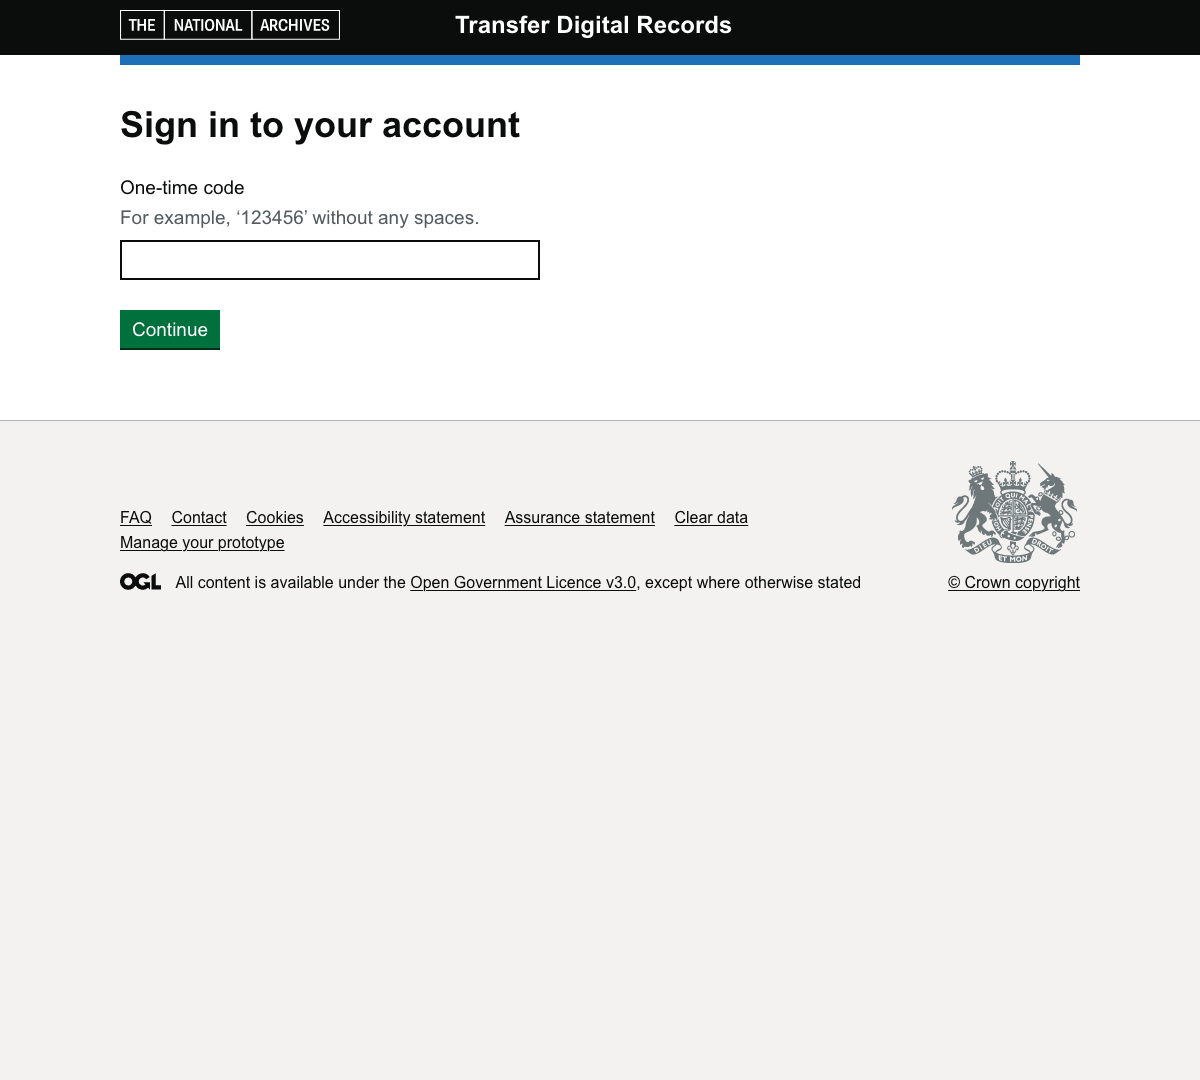 THE NATIONAL ARCHIVES
Transfer Digital Records
Sign in to your account
One-time code
For example, ‘123456’ without any spaces.
Continue
FAQ Contact Cookies Accessibility statement Assurance statement Clear data
Manage your prototype
DIEU ET MON DROIT
OGL All content is available under the Open Government Licence v3.0, except where otherwise stated
© Crown copyright